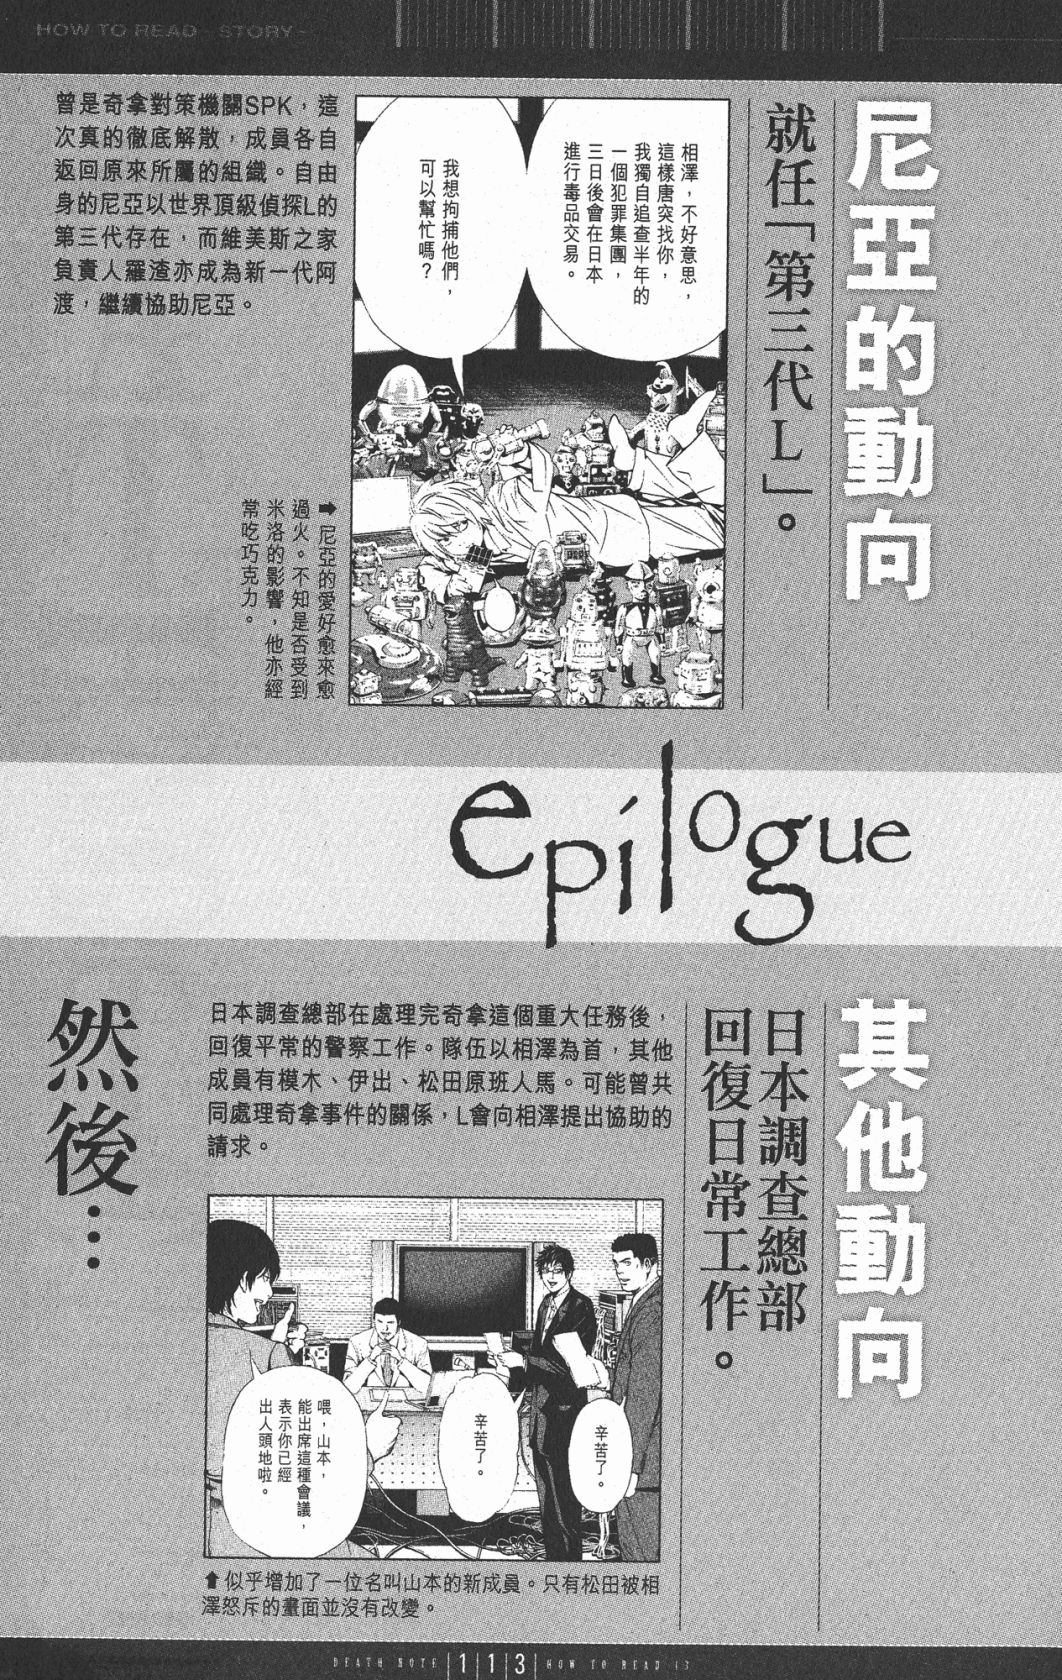 HOW TO READ -STORY-
尼亞的動向
就任「第三代L」。
相澤，不好意思，
這樣唐突找你，
我獨自追查半年的
一個犯罪集團，
三日後會在日本
進行毒品交易。
我想拘捕他們，
可以幫忙嗎？
曾是奇拿對策機關SPK，這
次真的徹底解散，成員各自
返回原來所屬的組織。自由
身的尼亞以世界頂級偵探L的
第三代存在，而維美斯之家
負責人羅渣亦成為新一代阿
渡，繼續協助尼亞。
➡尼亞的愛好愈來愈
過火。不知是否受到
米洛的影響，他亦經
常吃巧克力。
epilogue
其他動向
日本調查總部
回復日常工作。
日本調查總部在處理完奇拿這個重大任務後，
回復平常的警察工作。隊伍以相澤為首，其他
成員有模木、伊出、松田原班人馬。可能曾共
同處理奇拿事件的關係，L會向相澤提出協助的
請求。
辛苦了。
辛苦了。
喂，山本，
能出席這種會議，
表示你已經
出人頭地啦。
⬆似乎增加了一位名叫山本的新成員。只有松田被相
澤怒斥的畫面並沒有改變。
然後…
DEATH NOTE 113 HOW TO READ 13